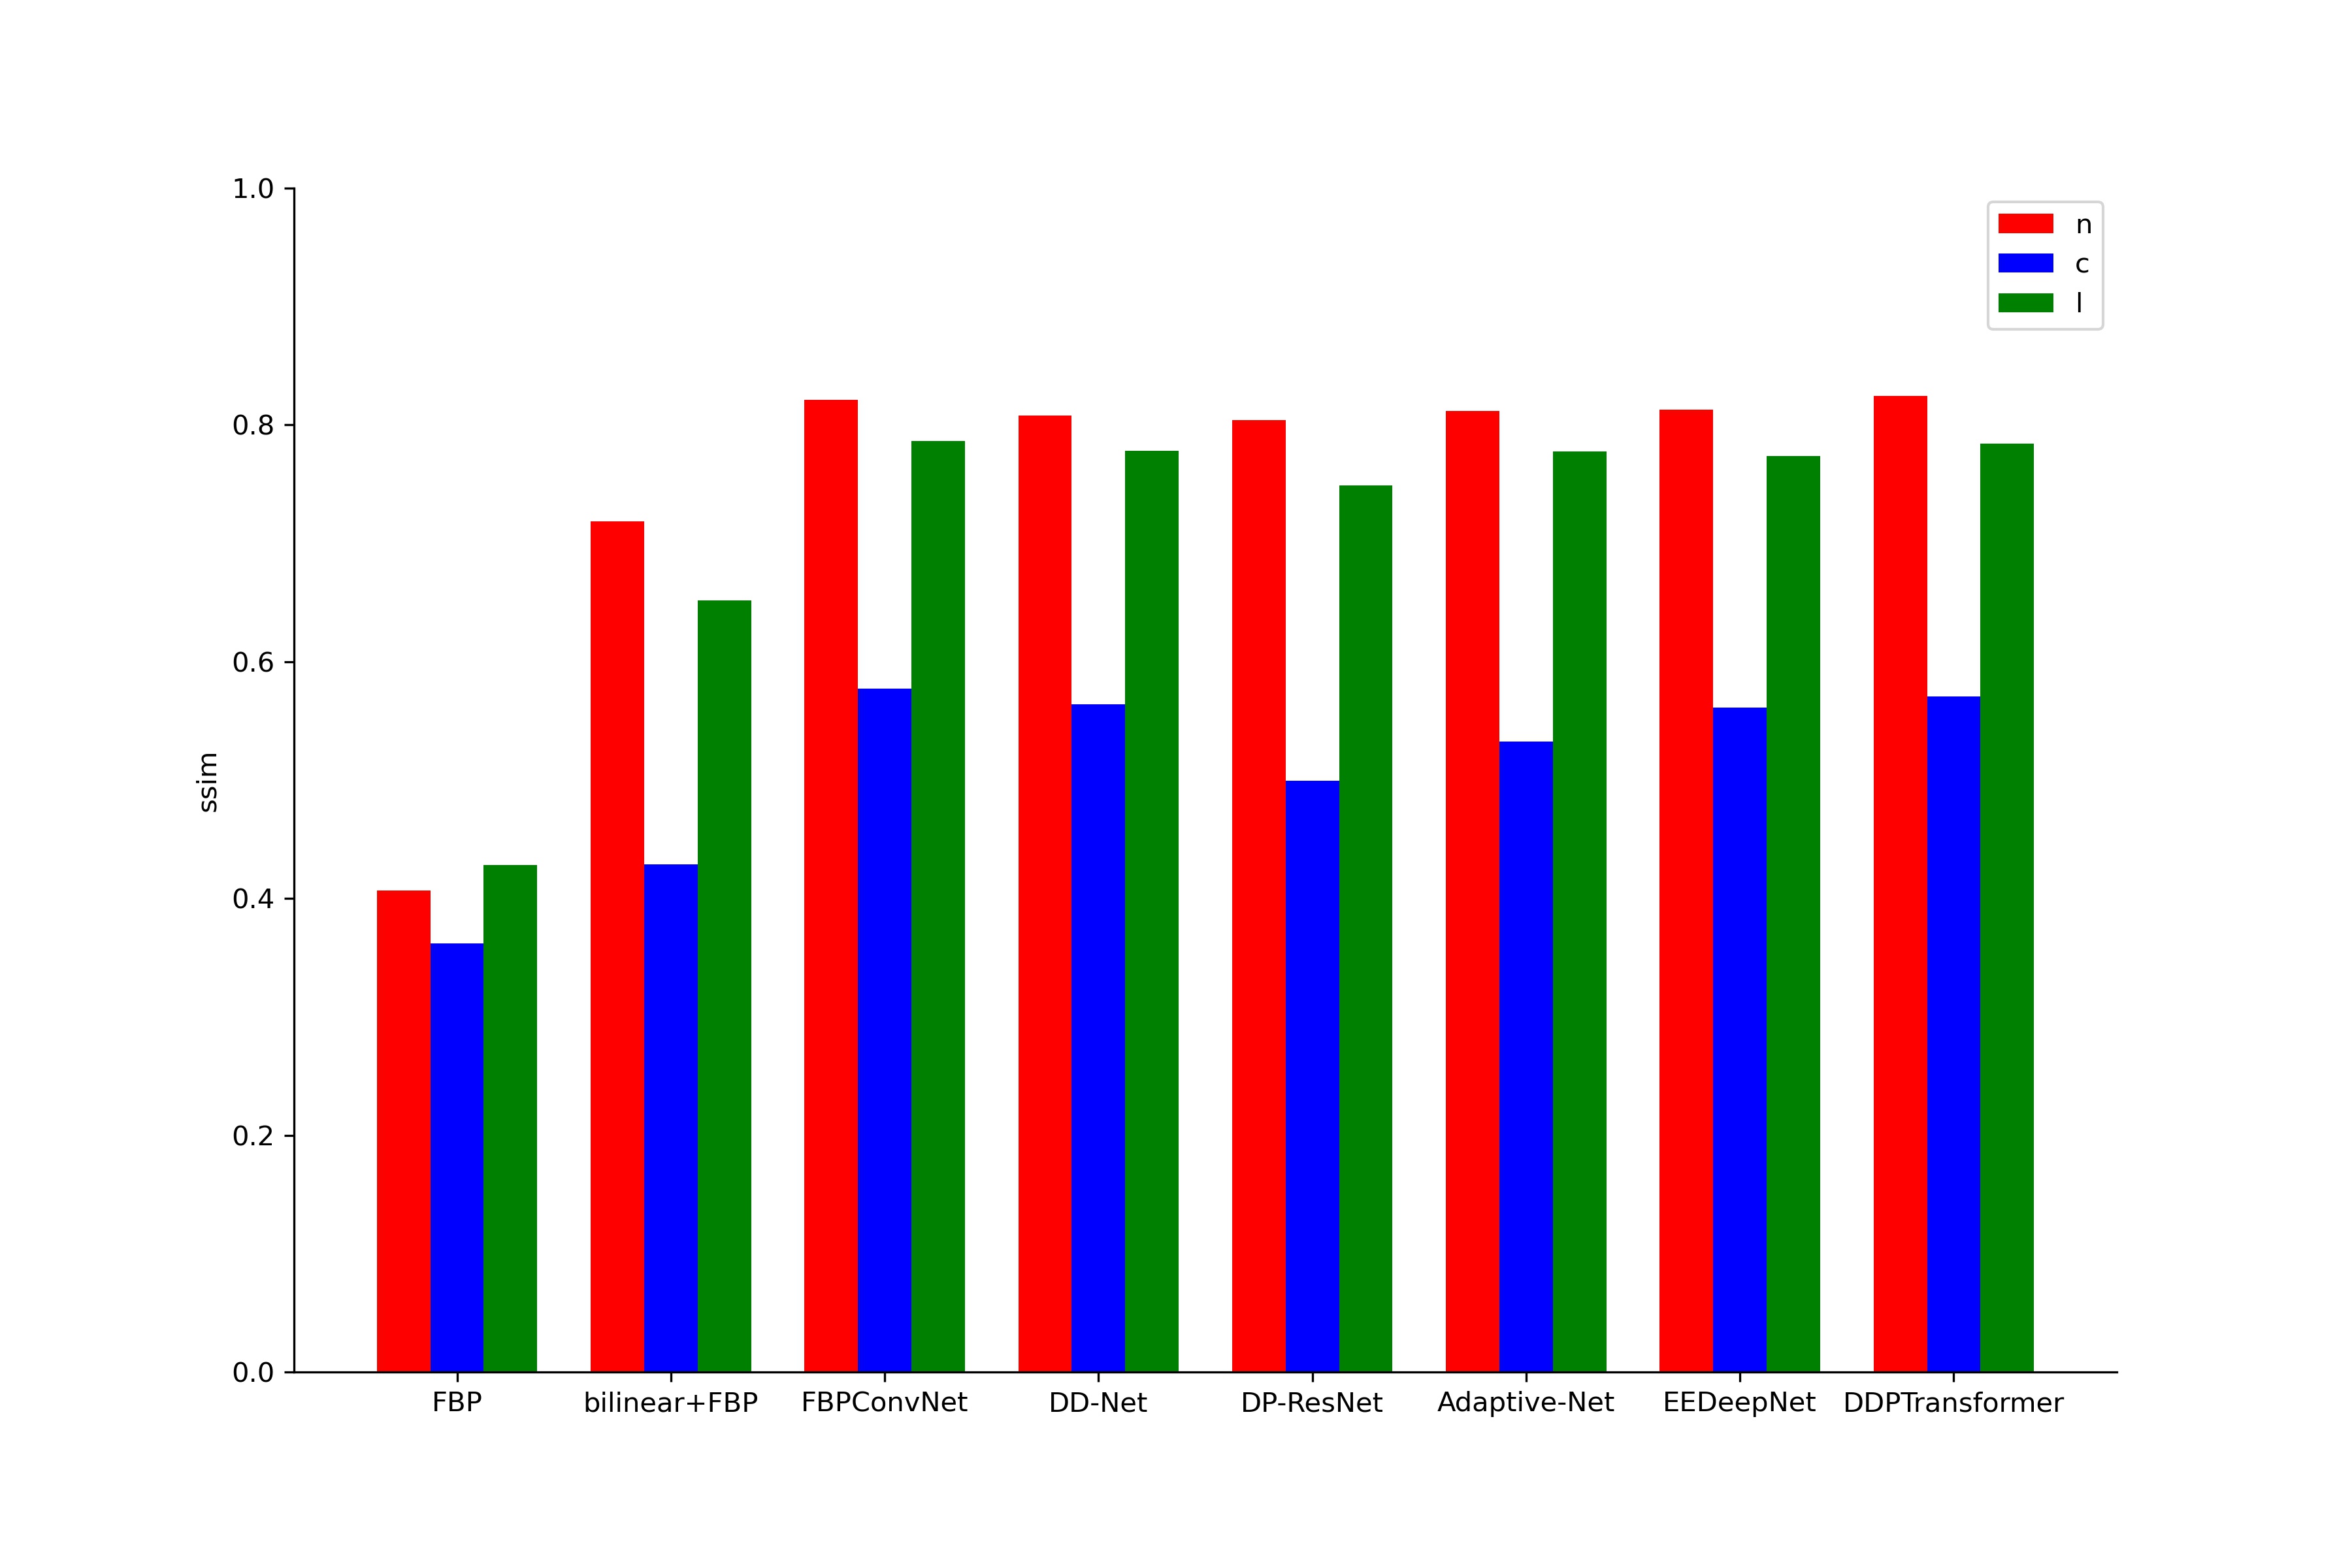 1.0
0.8
0.6
0.4
0.2
0.0
ssim
n
c
l
FBP bilinear+FBP FBPConvNet DD-Net DP-ResNet Adaptive-Net EEDeepNet DDPTransformer